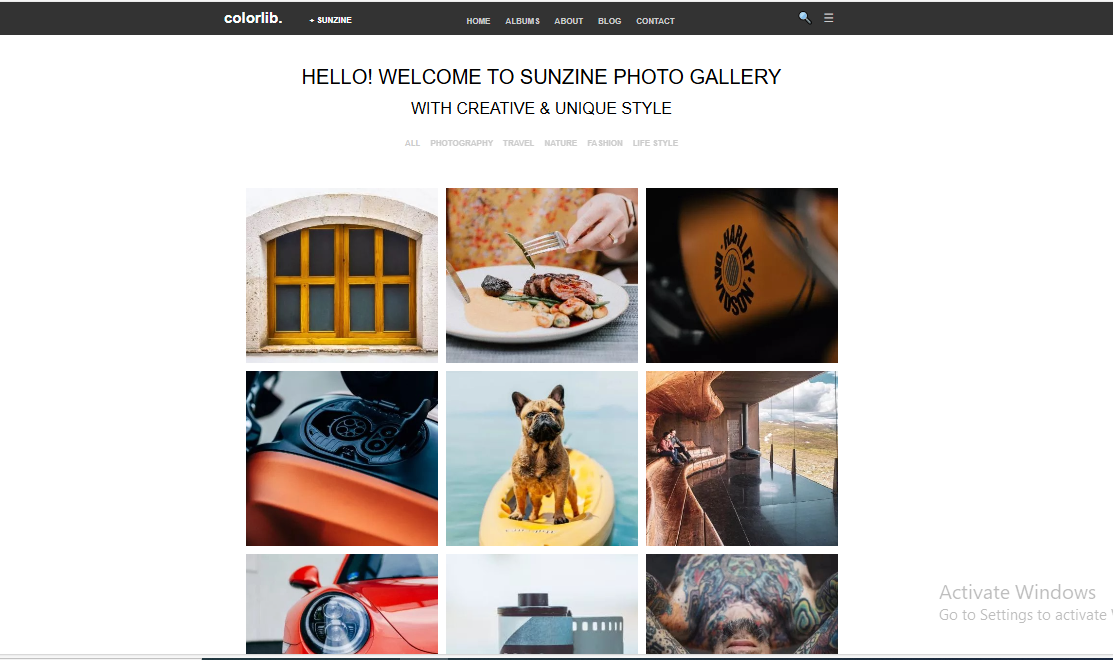 colorlib. + SUNZINE HOME ALBUMS ABOUT BLOG CONTACT
HELLO! WELCOME TO SUNZINE PHOTO GALLERY
WITH CREATIVE & UNIQUE STYLE
ALL PHOTOGRAPHY TRAVEL NATURE FASHION LIFE STYLE
HARLEY-DAVIDSON
Activate Windows
Go to Settings to activate